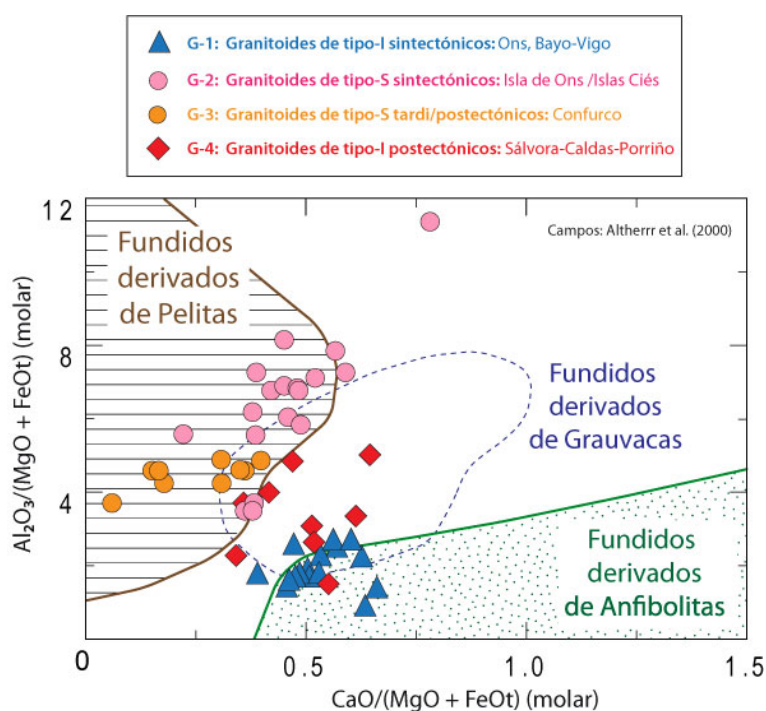 G-1: Granitoides de tipo-I sintectónicos: Ons, Bayo-Vigo
G-2: Granitoides de tipo-S sintectónicos: Isla de Ons /Islas Ciés
G-3: Granitoides de tipo-S tardi/postectónicos: Confurco
G-4: Granitoides de tipo-I postectónicos: Sálvora-Caldas-Porriño
Campos: Altherrr et al. (2000)
Fundidos
derivados
de Pelitas
Fundidos
derivados
de Grauvacas
Fundidos
derivados
de Anfibolitas
Al₂O₃/(MgO + FeOt) (molar)
12
8
4
0
0.5
1.0
1.5
CaO/(MgO + FeOt) (molar)